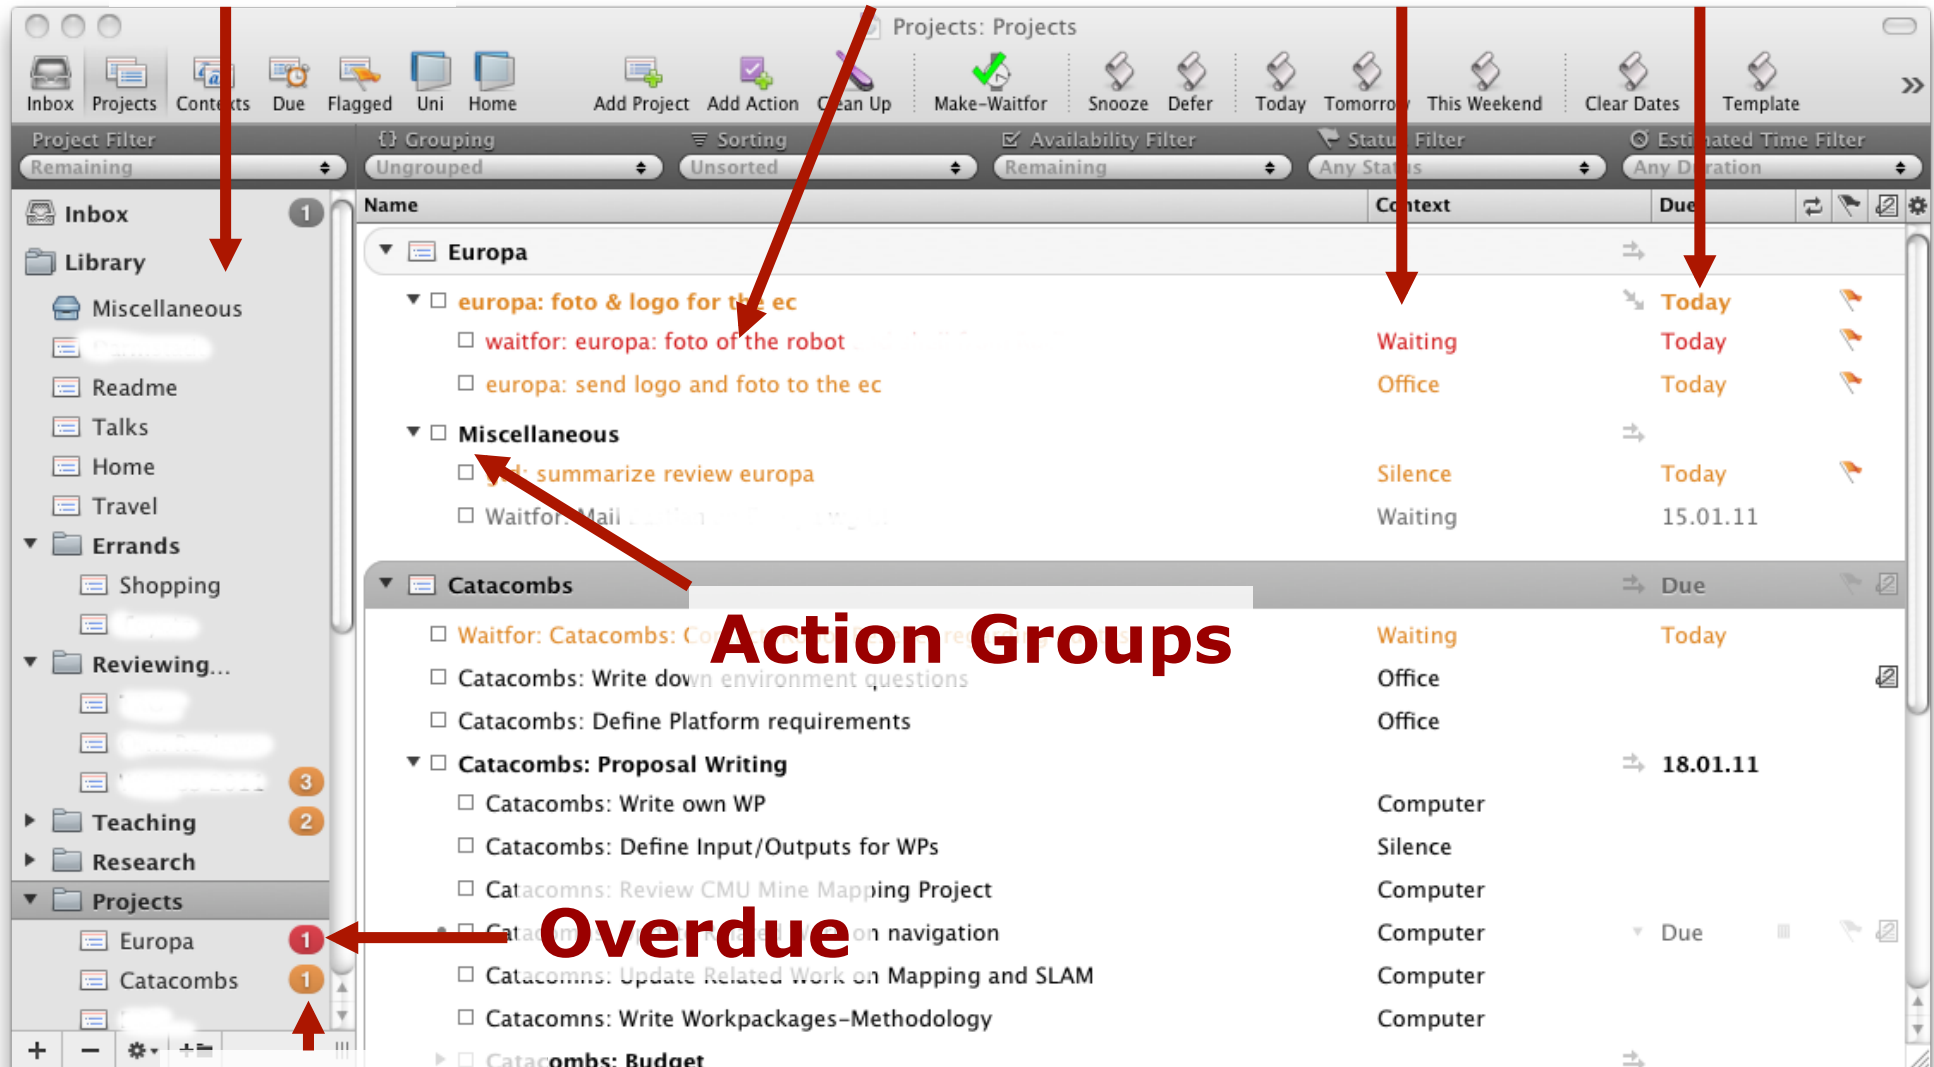 Projects: Projects
Inbox Projects Contexts Due Flagged Uni Home Add Project Add Action Clean Up Make-Waitfor Snooze Defer Today Tomorrow This Weekend Clear Dates Template
Project Filter {} Grouping Sorting Availability Filter Status Filter Estimated Time Filter
Remaining Ungrouped Unsorted Remaining Any Status Any Duration
Name Context Due
Inbox 1
Library
Miscellaneous
Readme
Talks
Home
Travel
Errands
Shopping
Reviewing...
3
Teaching 2
Research
Projects
Europa 1
Catacombs 1
Europa
europa: foto & logo for the ec Today
waitfor: europa: foto of the robot Waiting Today
europa: send logo and foto to the ec Office Today
Miscellaneous
summarize review europa Silence Today
Waitfor: Mail Waiting 15.01.11
Catacombs Due
Action Groups
Waitfor: Catacombs: Waiting Today
Catacombs: Write down environment questions Office
Catacombs: Define Platform requirements Office
Catacombs: Proposal Writing 18.01.11
Catacombs: Write own WP Computer
Catacombs: Define Input/Outputs for WPs Silence
Catacomns: Review CMU Mine Mapping Project Computer
Overdue
navigation Computer Due
Catacomns: Update Related Work on Mapping and SLAM Computer
Catacomns: Write Workpackages-Methodology Computer
Catacombs: Budget